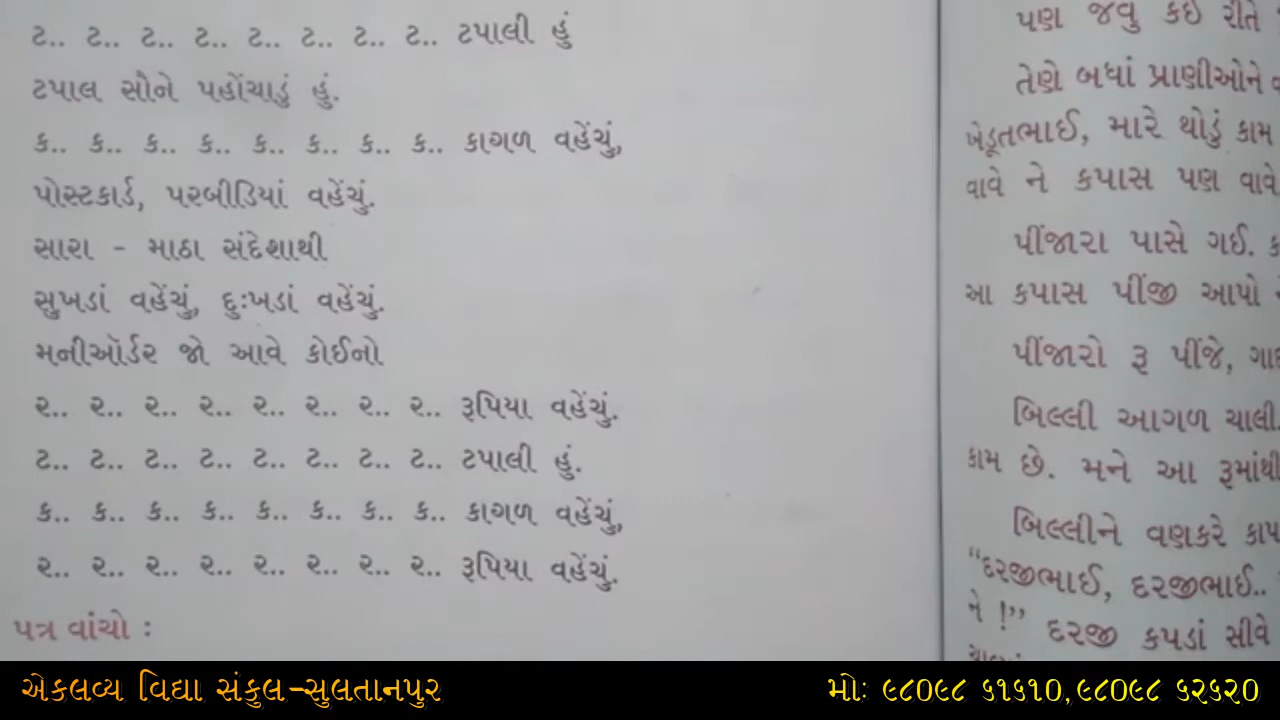 ટ.. ટ.. ટ.. ટ.. ટ.. ટ.. ટ.. ટ.. ટપાલી હું
ટપાલ સૌને પહોંચાડું હું.
ક.. ક.. ક.. ક.. ક.. ક.. ક.. ક.. કાગળ વહેંચું,
પોસ્ટકાર્ડ, પરબીડિયાં વહેંચું.
સારા - માઠા સંદેશાથી
સુખડાં વહેંચું, દુઃખડાં વહેંચું.
મનીઑર્ડર જો આવે કોઈનો
ર.. ર.. ર.. ર.. ર.. ર.. ર.. ર.. રૂપિયા વહેંચું.
ટ.. ટ.. ટ.. ટ.. ટ.. ટ.. ટ.. ટ.. ટપાલી હું.
ક.. ક.. ક.. ક.. ક.. ક.. ક.. ક.. કાગળ વહેંચું,
ર.. ર.. ર.. ર.. ર.. ર.. ર.. ર.. રૂપિયા વહેંચું.
પત્ર વાંચો :
પણ જવુ કઈ રીતે
તેણે બધાં પ્રાણીઓને
ખેડૂતભાઈ, મારે થોડું કામ
વાવે ને કપાસ પણ વાવે
પીંજારા પાસે ગઈ.
આ કપાસ પીંજી આપો
પીંજારો રૂ પીંજે,
બિલ્લી આગળ ચાલી.
કામ છે. મને આ રૂમાંથી
બિલ્લીને વણકરે
“દરજીભાઈ, દરજીભાઈ..
ને !” દરજી કપડાં સીવે
એકલવ્ય વિદ્યા સંકુલ-સુલતાનપુર
મોઃ ૯૮૦૯૮ ૬૧૬૧૦,૯૮૦૯૮ ૬૨૬૨૦